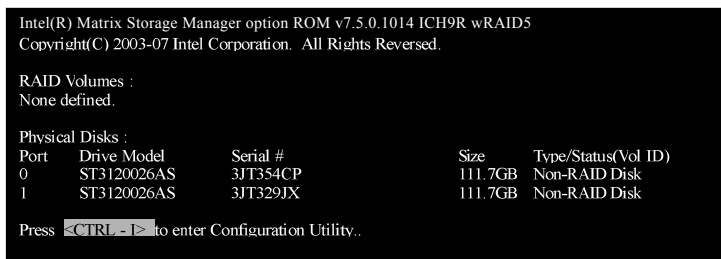 Intel(R) Matrix Storage Manager option ROM v7.5.0.1014 ICH9R wRAID5
Copyright(C) 2003-07 Intel Corporation. All Rights Reversed.
RAID Volumes :
None defined.
Physical Disks :
Port Drive Model Serial # Size Type/Status(Vol ID)
0 ST3120026AS 3JT354CP 111.7GB Non-RAID Disk
1 ST3120026AS 3JT329JX 111.7GB Non-RAID Disk
Press <CTRL - I> to enter Configuration Utility..